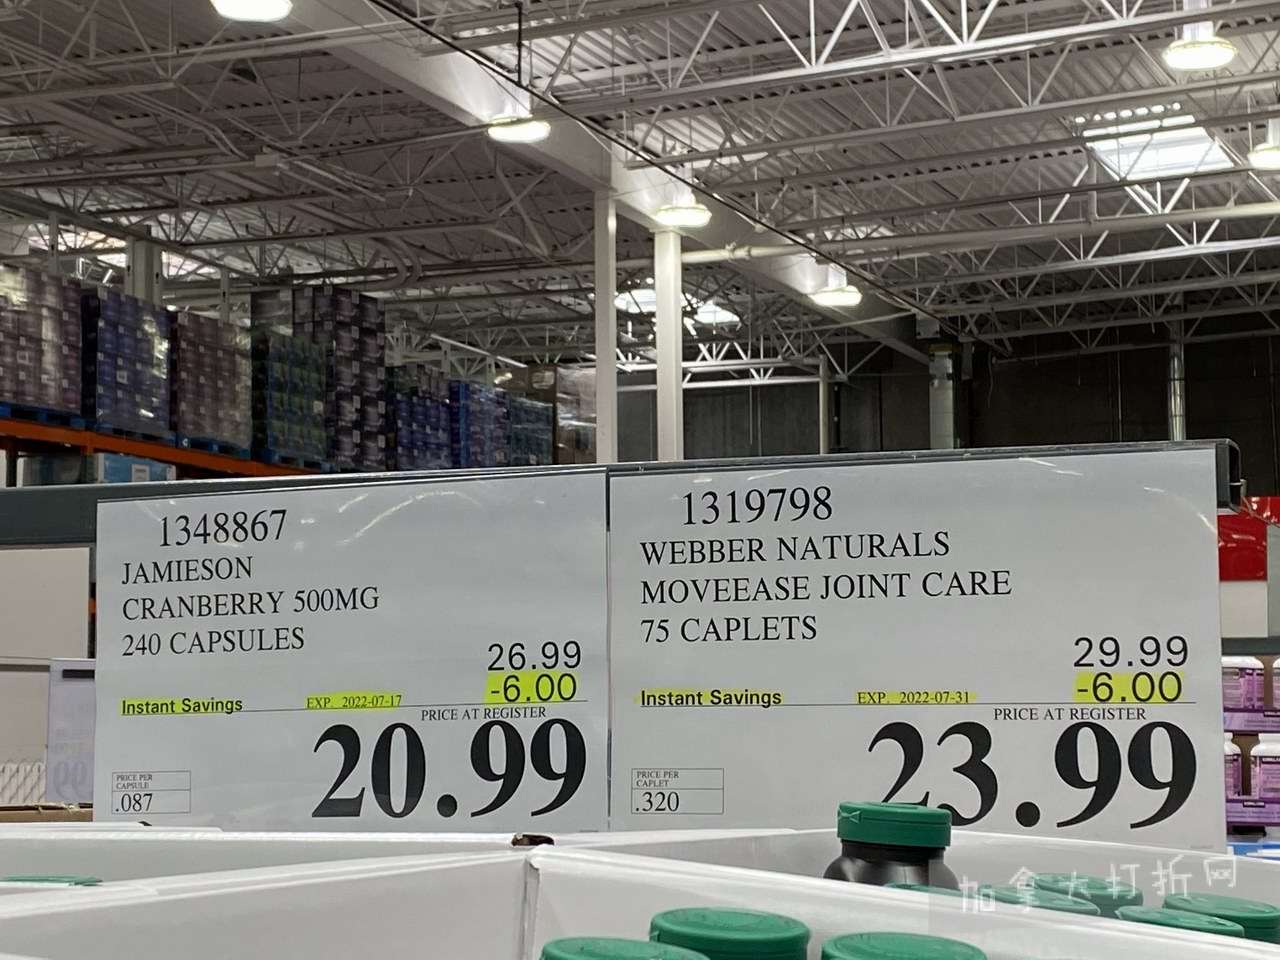 1348867
JAMIESON
CRANBERRY 500MG
240 CAPSULES
26.99
-6.00
Instant Savings
EXP. 2022-07-17
PRICE AT REGISTER
20.99
PRICE PER
CAPSULE
.087
1319798
WEBBER NATURALS
MOVEEASE JOINT CARE
75 CAPLETS
29.99
-6.00
Instant Savings
EXP. 2022-07-31
PRICE AT REGISTER
23.99
PRICE PER
CAPLET
.320
加拿大打折网